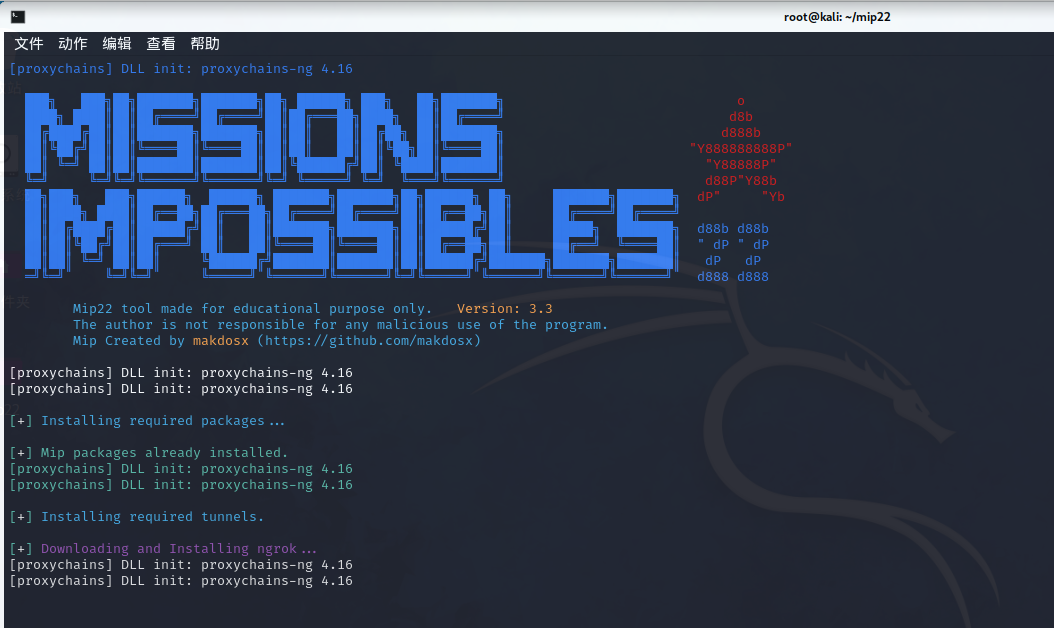 root@kali: ~/mip22
文件 动作 编辑 查看 帮助
[proxychains] DLL init: proxychains-ng 4.16
MISSIONS
IMPOSSIBLES
o
d8b
d888b
"Y888888888P"
"Y88888P"
d88P"Y88b
dP" "Yb
d88b d88b
" dP " dP
dP dP
d888 d888
Mip22 tool made for educational purpose only. Version: 3.3
The author is not responsible for any malicious use of the program.
Mip Created by makdosx (https://github.com/makdosx)
[proxychains] DLL init: proxychains-ng 4.16
[proxychains] DLL init: proxychains-ng 4.16
[+] Installing required packages...
[+] Mip packages already installed.
[proxychains] DLL init: proxychains-ng 4.16
[proxychains] DLL init: proxychains-ng 4.16
[+] Installing required tunnels.
[+] Downloading and Installing ngrok...
[proxychains] DLL init: proxychains-ng 4.16
[proxychains] DLL init: proxychains-ng 4.16